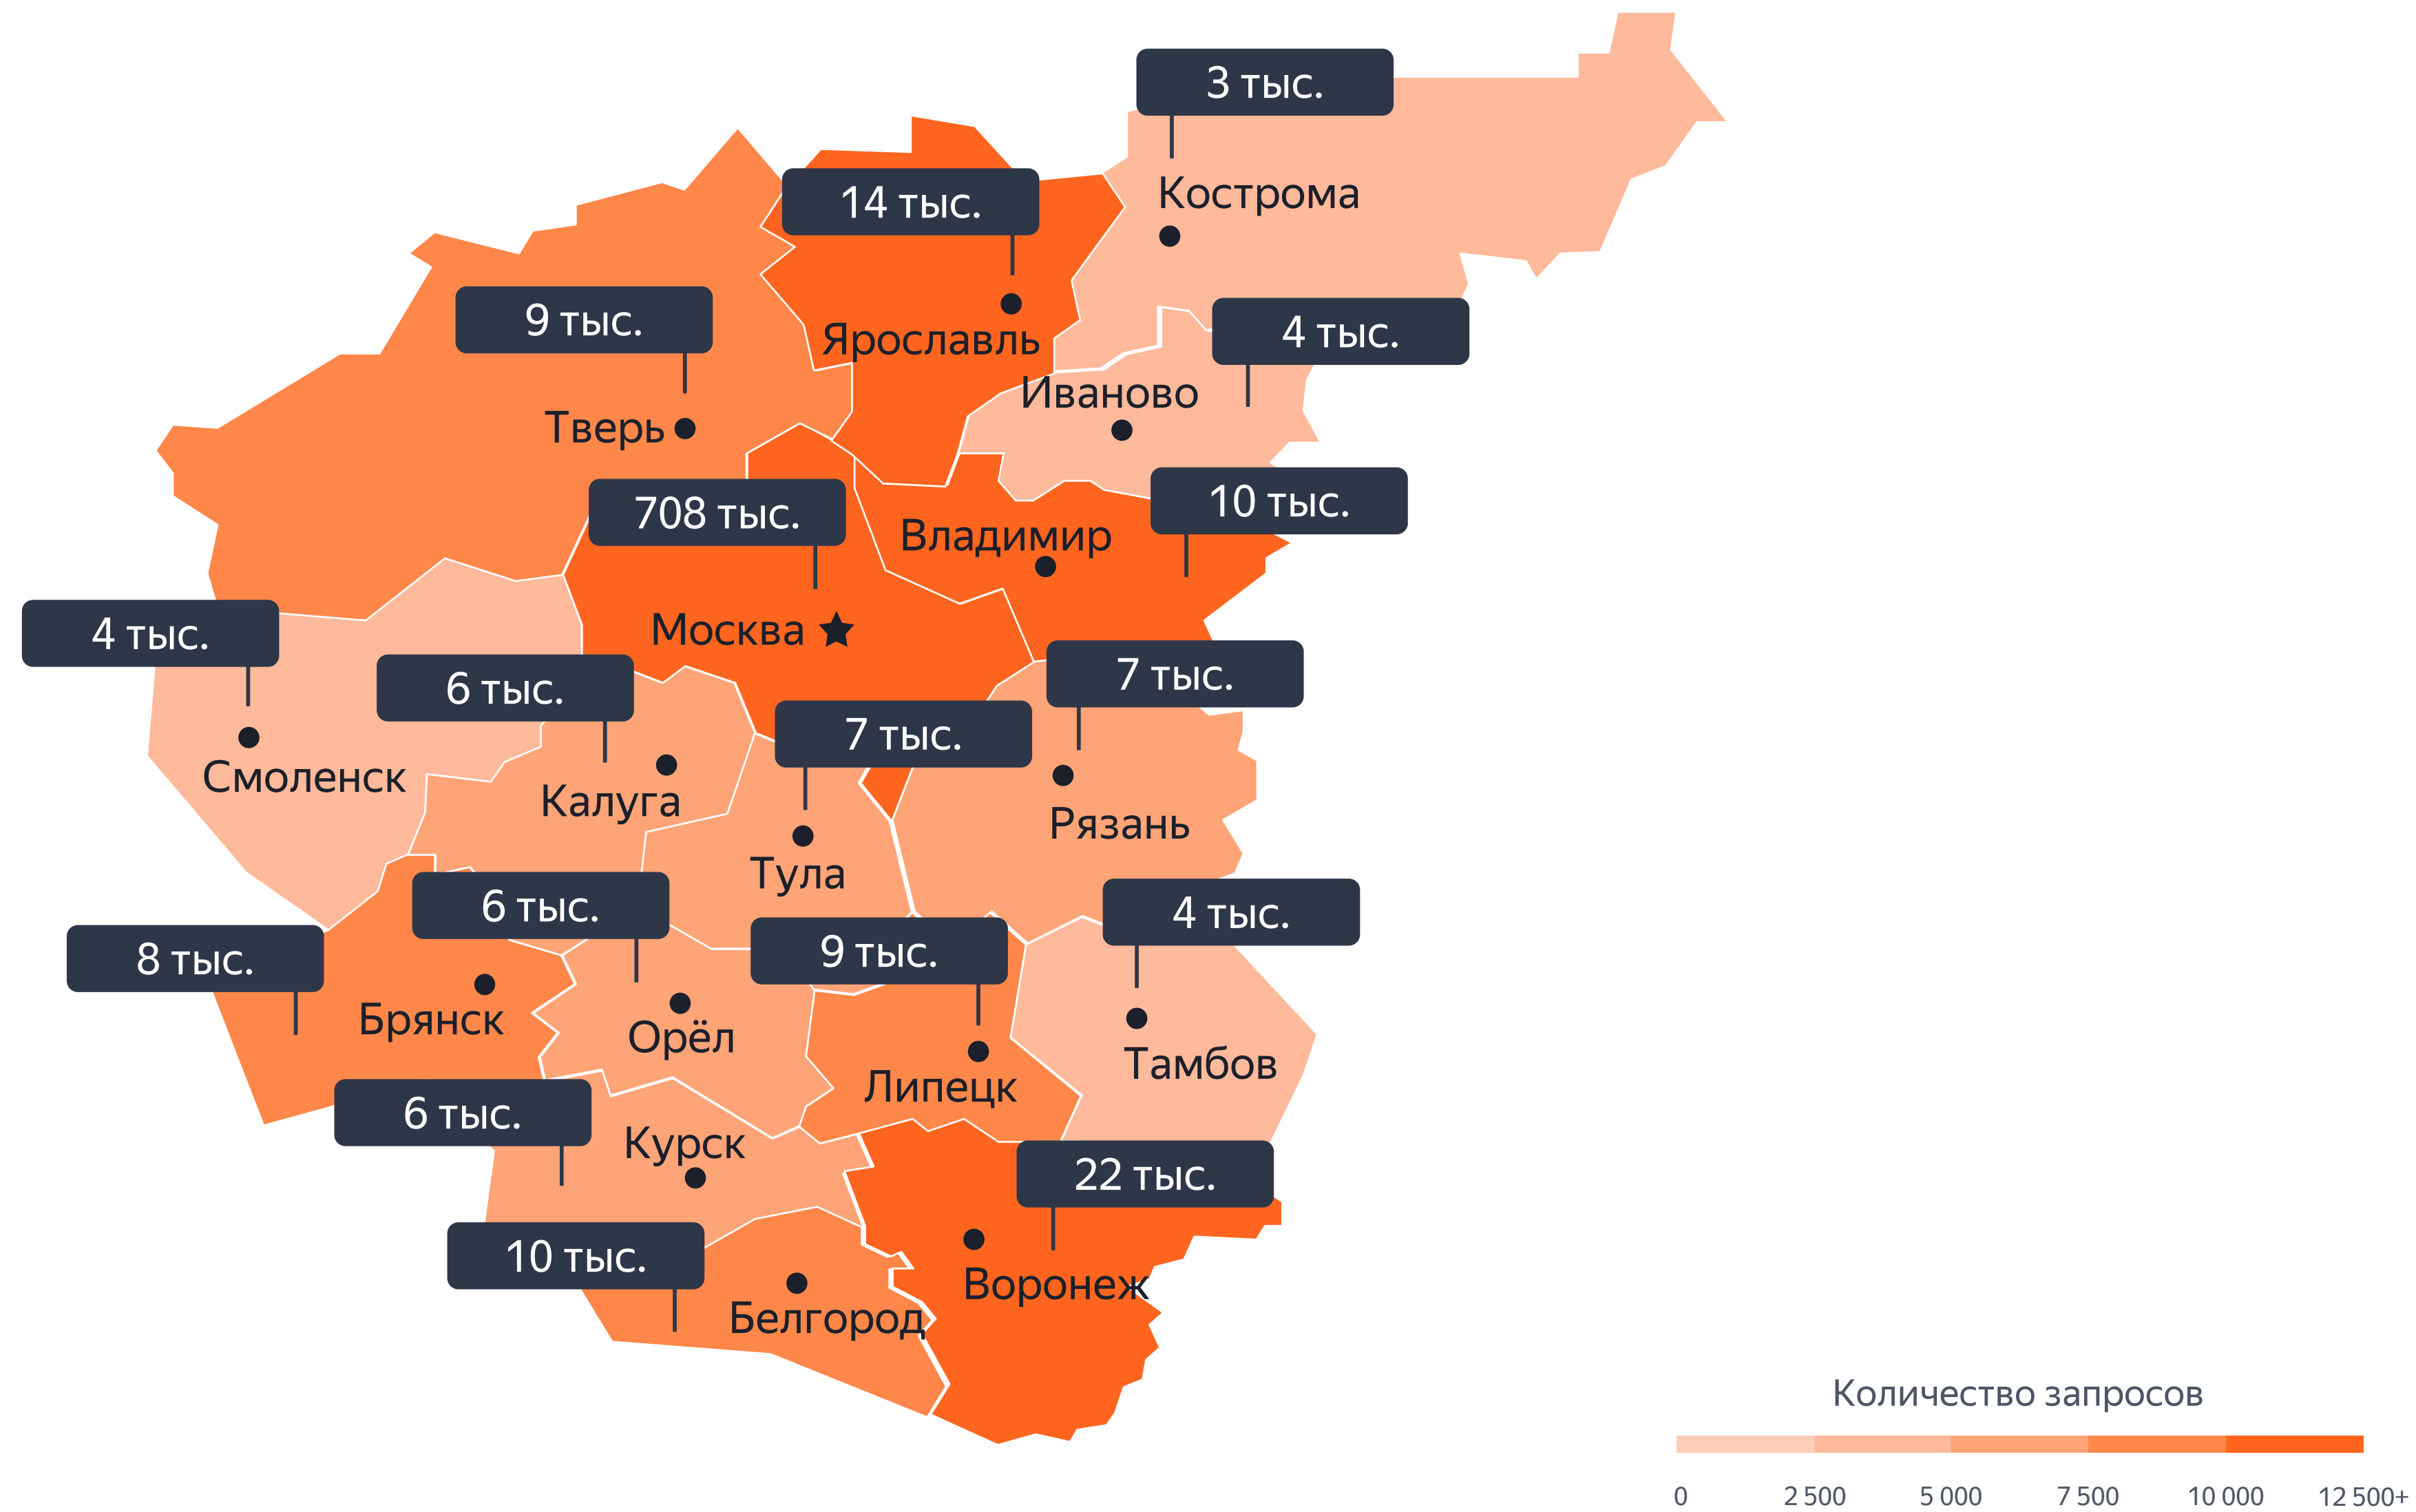 3 тыс.
Кострома
14 тыс.
Ярославль
9 тыс.
Тверь
4 тыс.
Иваново
708 тыс.
Москва
10 тыс.
Владимир
4 тыс.
Смоленск
6 тыс.
Калуга
7 тыс.
Тула
7 тыс.
Рязань
8 тыс.
Брянск
6 тыс.
Орёл
9 тыс.
Липецк
4 тыс.
Тамбов
6 тыс.
Курск
22 тыс.
Воронеж
10 тыс.
Белгород
Количество запросов
0 2 500 5 000 7 500 10 000 12 500+